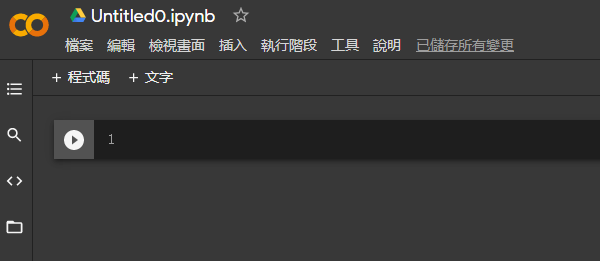 Untitled0.ipynb
檔案 編輯 檢視畫面 插入 執行階段 工具 說明 已儲存所有變更
+ 程式碼 + 文字
1